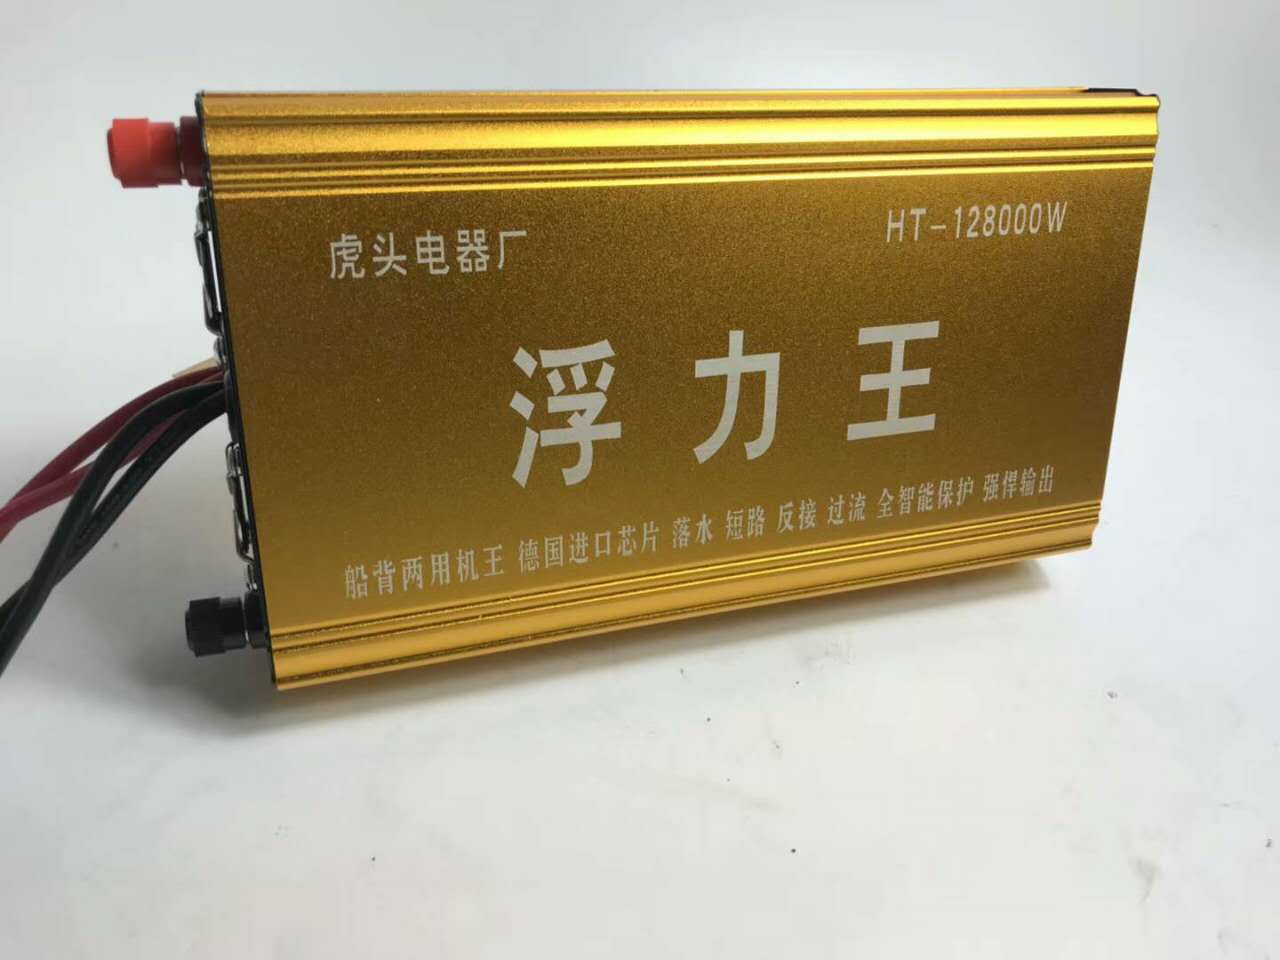 虎头电器厂
HT-128000W
浮力王
船背两用机王 德国进口芯片 落水 短路 反接 过流 全智能保护 强悍输出